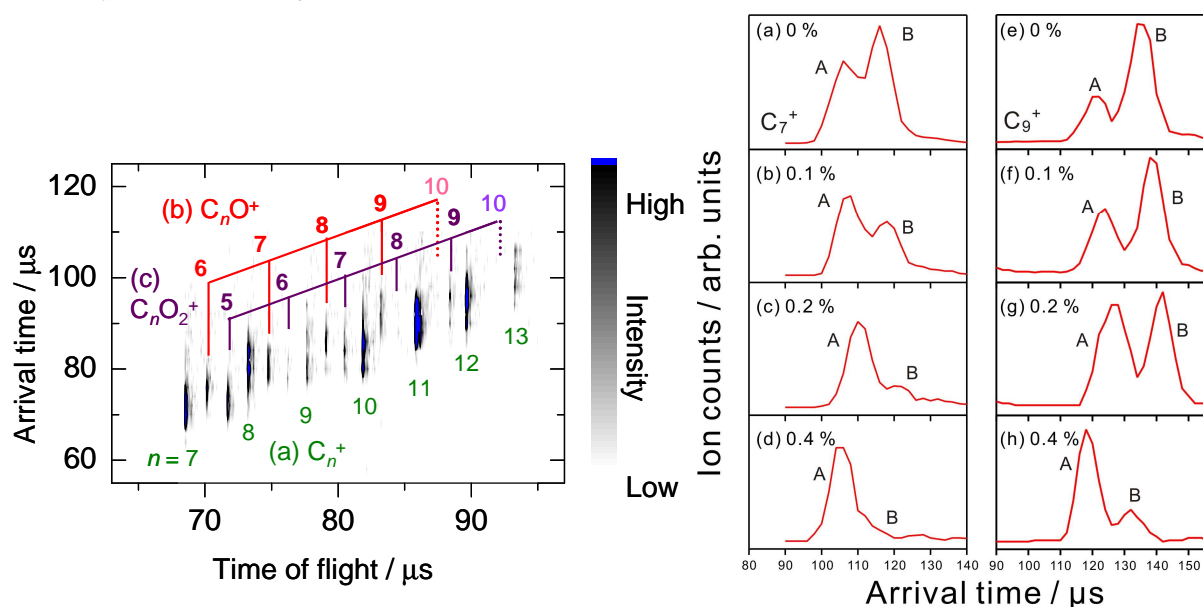 120
100
80
60
Arrival time / μs
70
80
90
Time of flight / μs
(b) CₙO⁺
6
7
8
9
10
(c)
CₙO₂⁺
5
6
7
8
9
10
n = 7
8
9
10
11
12
13
(a) Cₙ⁺
High
Intensity
Low
Ion counts / arb. units
(a) 0 %
A
B
C₇⁺
(b) 0.1 %
A
B
(c) 0.2 %
A
B
(d) 0.4 %
A
B
80 90 100 110 120 130 140
(e) 0 %
A
B
C₉⁺
(f) 0.1 %
A
B
(g) 0.2 %
A
B
(h) 0.4 %
A
B
90 100 110 120 130 140 150
Arrival time / μs